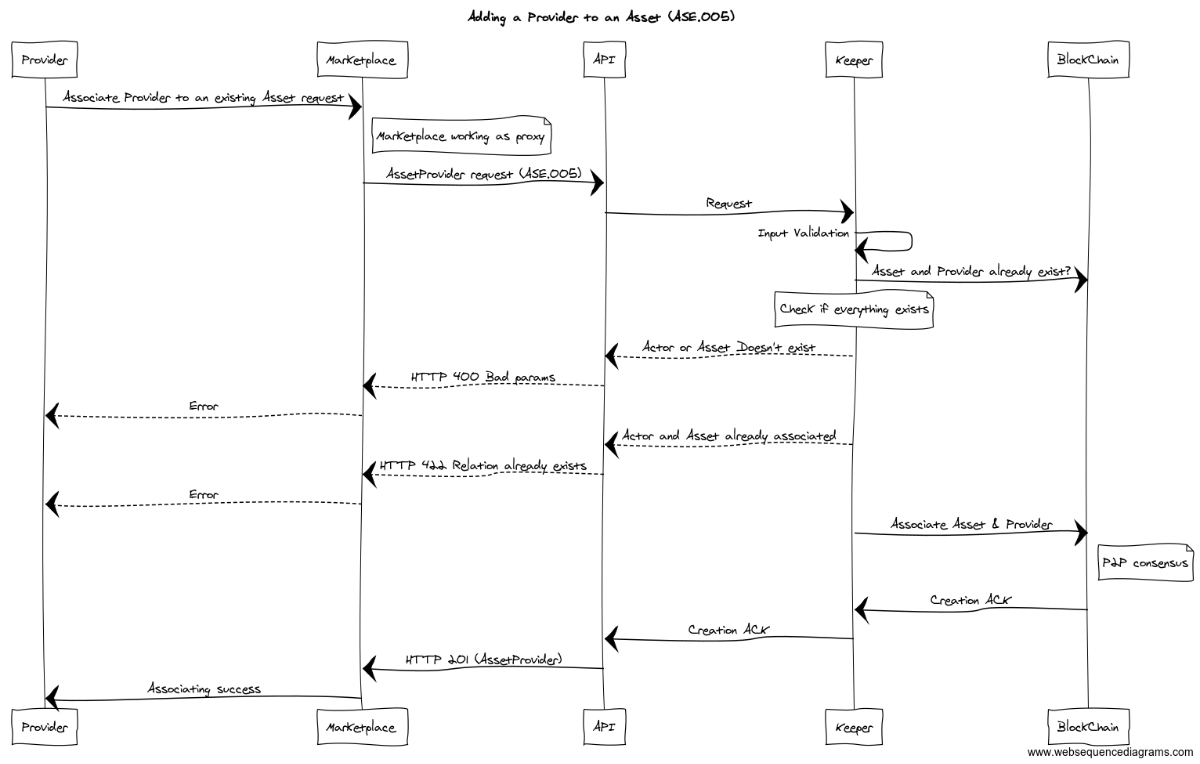 Adding a Provider to an Asset (ASE.005)
Provider
Marketplace
API
Keeper
BlockChain
Associate Provider to an existing Asset request
Marketplace working as proxy
AssetProvider request (ASE.005)
Request
Input Validation
Asset and Provider already exist?
Check if everything exists
Actor or Asset Doesn't exist
HTTP 400 Bad params
Error
Actor and Asset already associated
HTTP 422 Relation already exists
Error
Associate Asset & Provider
P2P consensus
Creation ACK
Creation ACK
HTTP 201 (AssetProvider)
Associating success
Provider
Marketplace
API
Keeper
BlockChain
www.websequencediagrams.com